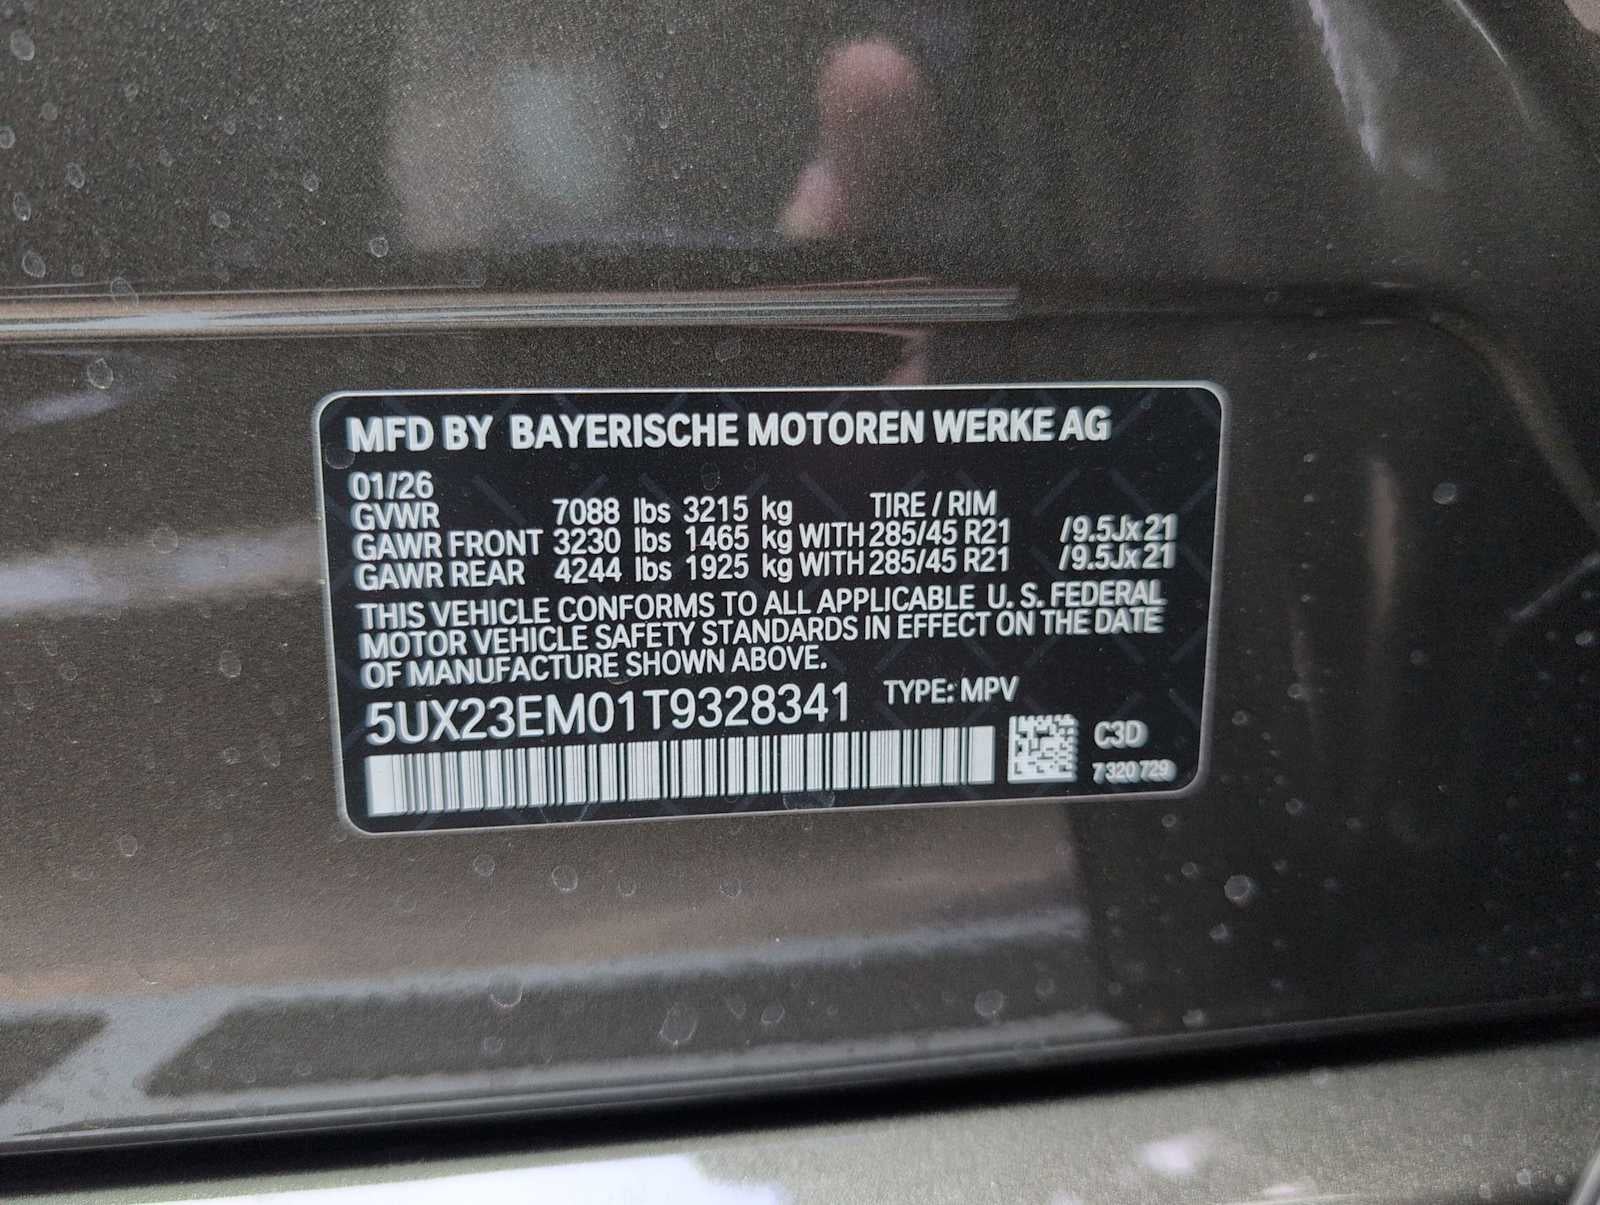 MFD BY BAYERISCHE MOTOREN WERKE AG
01/26
GVWR 7088 lbs 3215 kg TIRE / RIM
GAWR FRONT 3230 lbs 1465 kg WITH 285/45 R21 /9.5Jx21
GAWR REAR 4244 lbs 1925 kg WITH 285/45 R21 /9.5Jx21
THIS VEHICLE CONFORMS TO ALL APPLICABLE U. S. FEDERAL
MOTOR VEHICLE SAFETY STANDARDS IN EFFECT ON THE DATE
OF MANUFACTURE SHOWN ABOVE.
5UX23EM01T9328341 TYPE: MPV
C3D
7 320 729